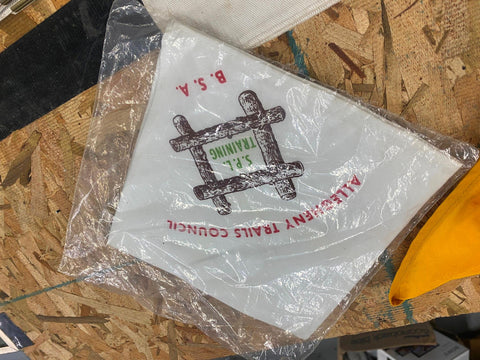 B.S.A.
S.P.L.
TRAINING
ALLEGHENY TRAILS COUNCIL